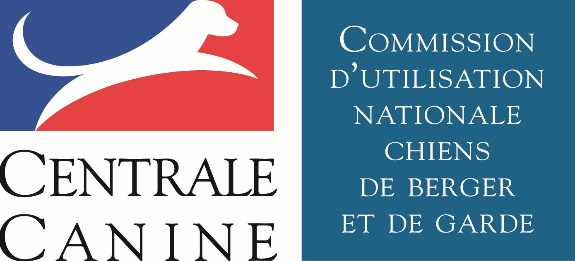 CENTRALE
CANINE
COMMISSION
D'UTILISATION
NATIONALE
CHIENS
DE BERGER
ET DE GARDE